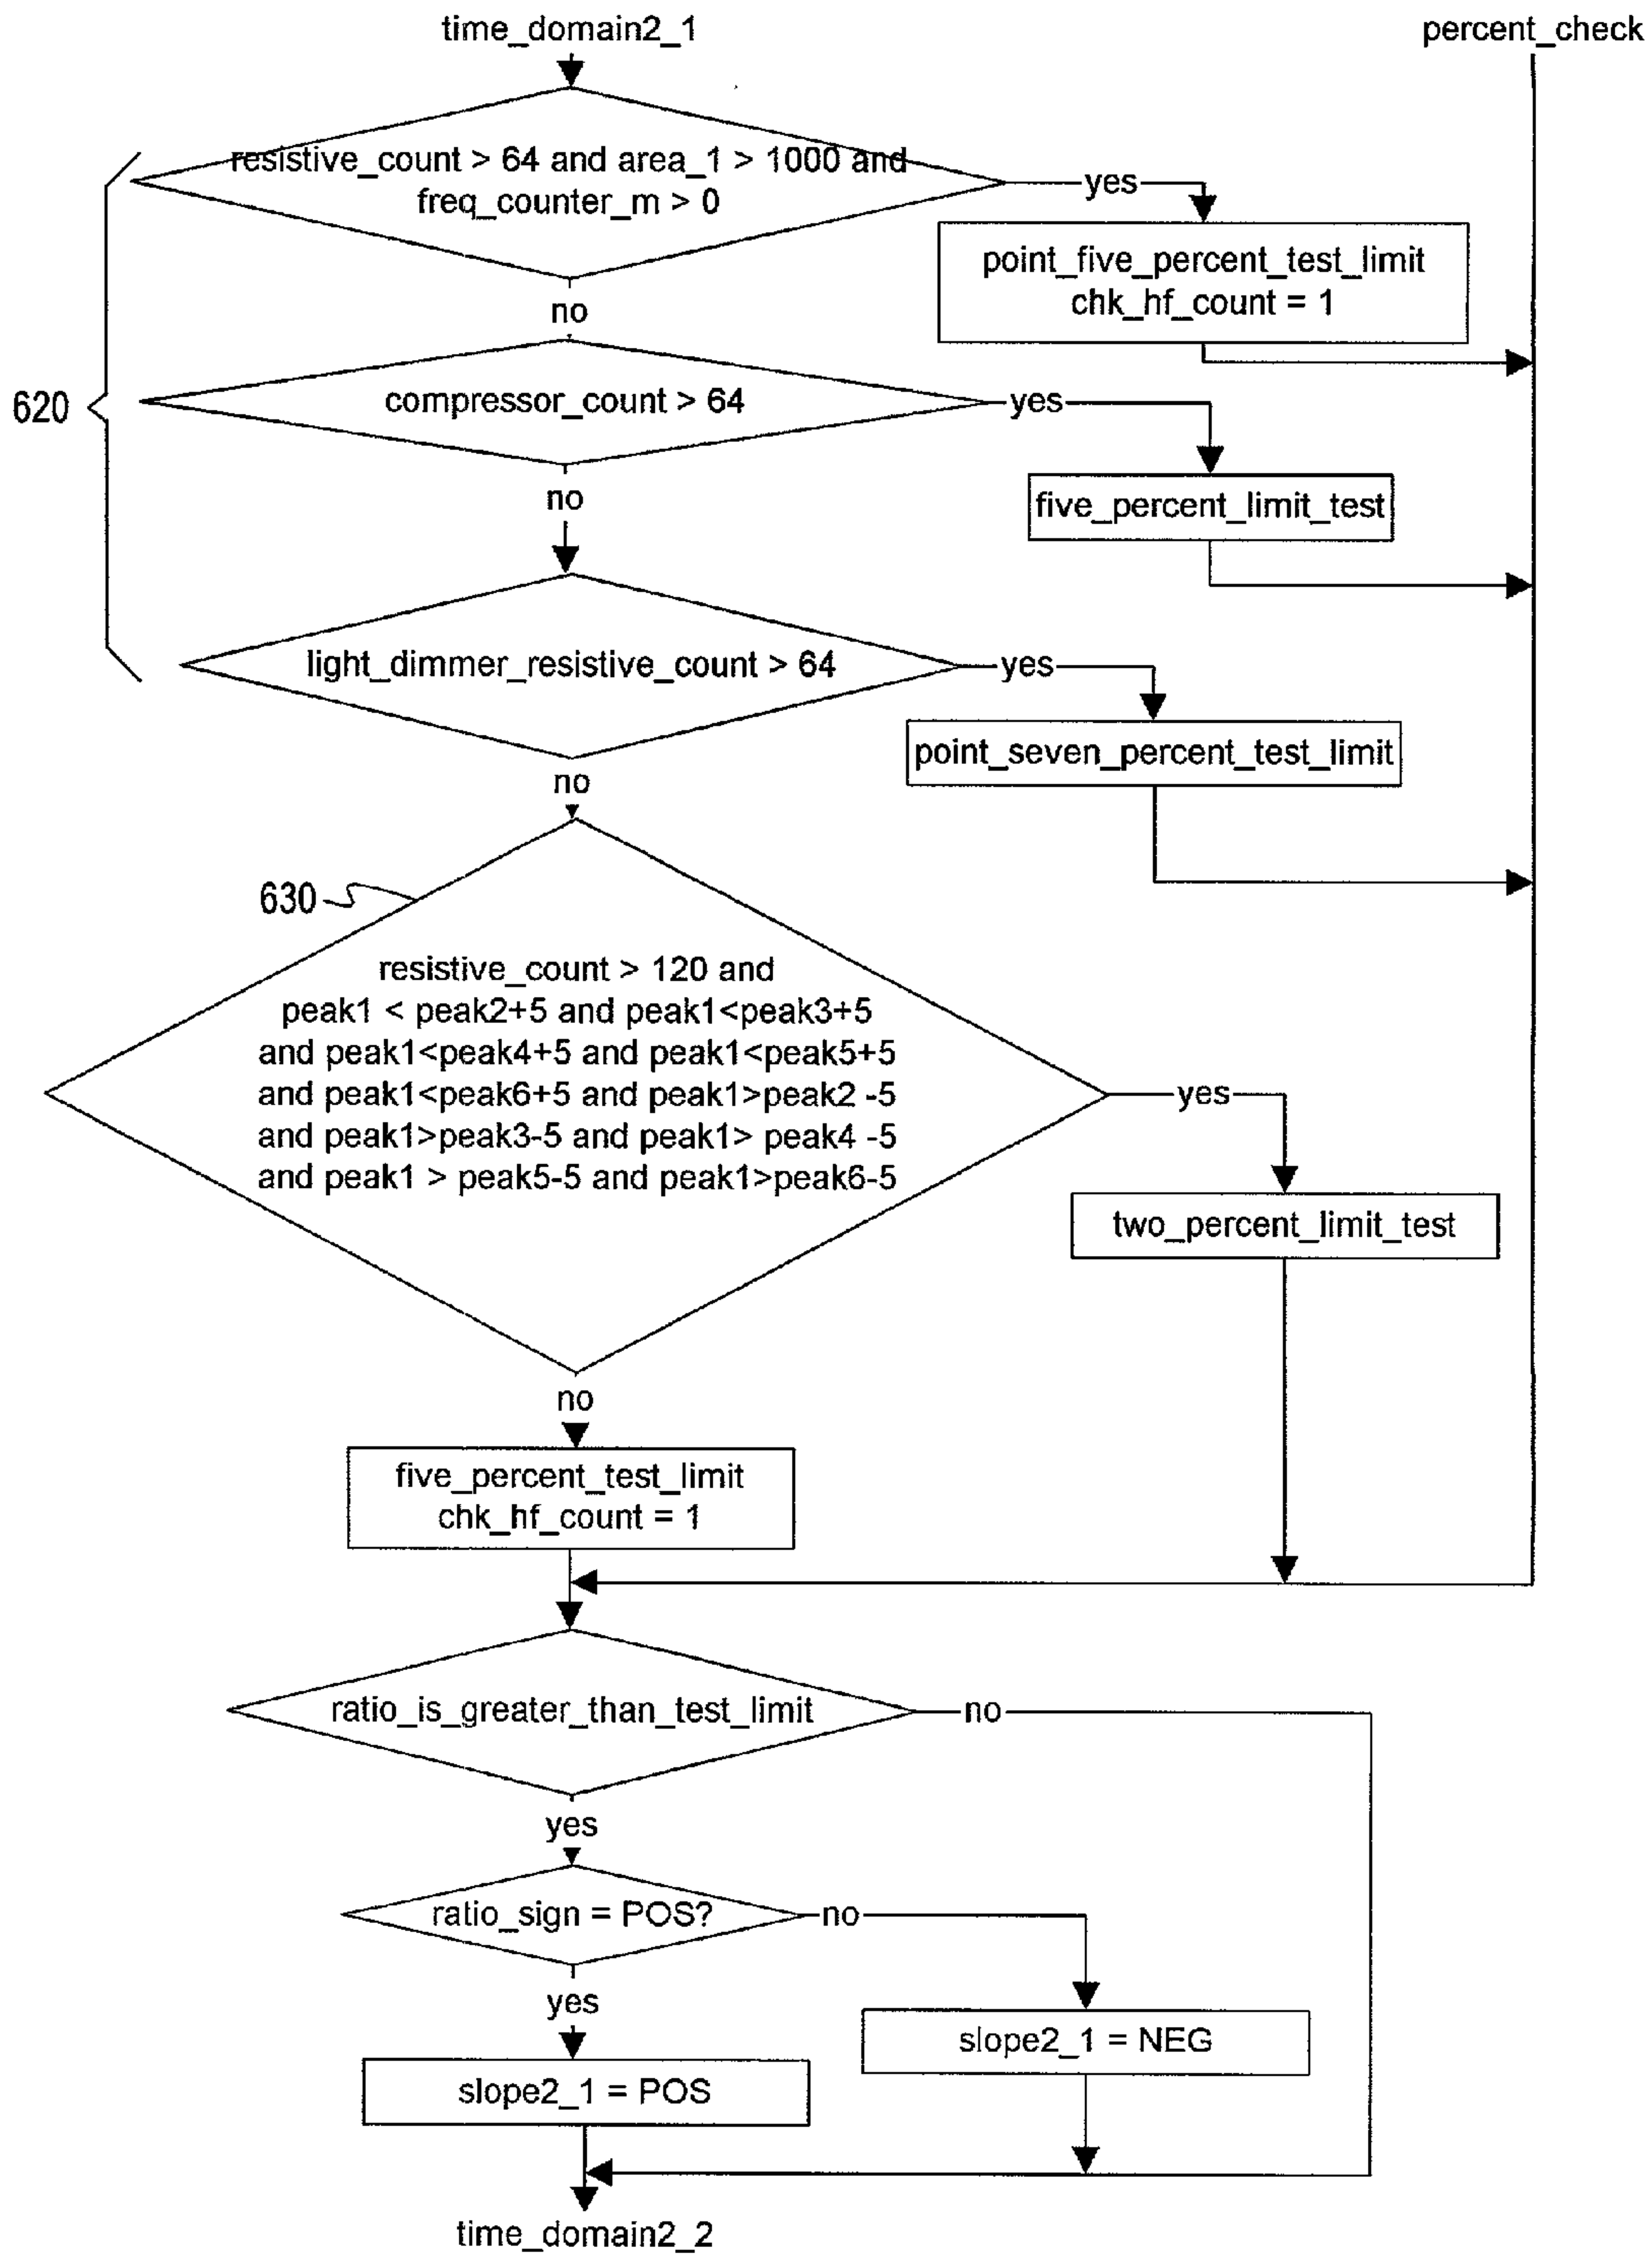 time_domain2_1
percent_check
resistive_count > 64 and area_1 > 1000 and
freq_counter_m > 0
yes
point_five_percent_test_limit
chk_hf_count = 1
no
620
compressor_count > 64
yes
five_percent_limit_test
no
light_dimmer_resistive_count > 64
yes
point_seven_percent_test_limit
no
630
resistive_count > 120 and
peak1 < peak2+5 and peak1<peak3+5
and peak1<peak4+5 and peak1<peak5+5
and peak1<peak6+5 and peak1>peak2 -5
and peak1>peak3-5 and peak1> peak4 -5
and peak1 > peak5-5 and peak1>peak6-5
yes
two_percent_limit_test
no
five_percent_test_limit
chk_hf_count = 1
ratio_is_greater_than_test_limit
no
yes
ratio_sign = POS?
no
yes
slope2_1 = NEG
slope2_1 = POS
time_domain2_2